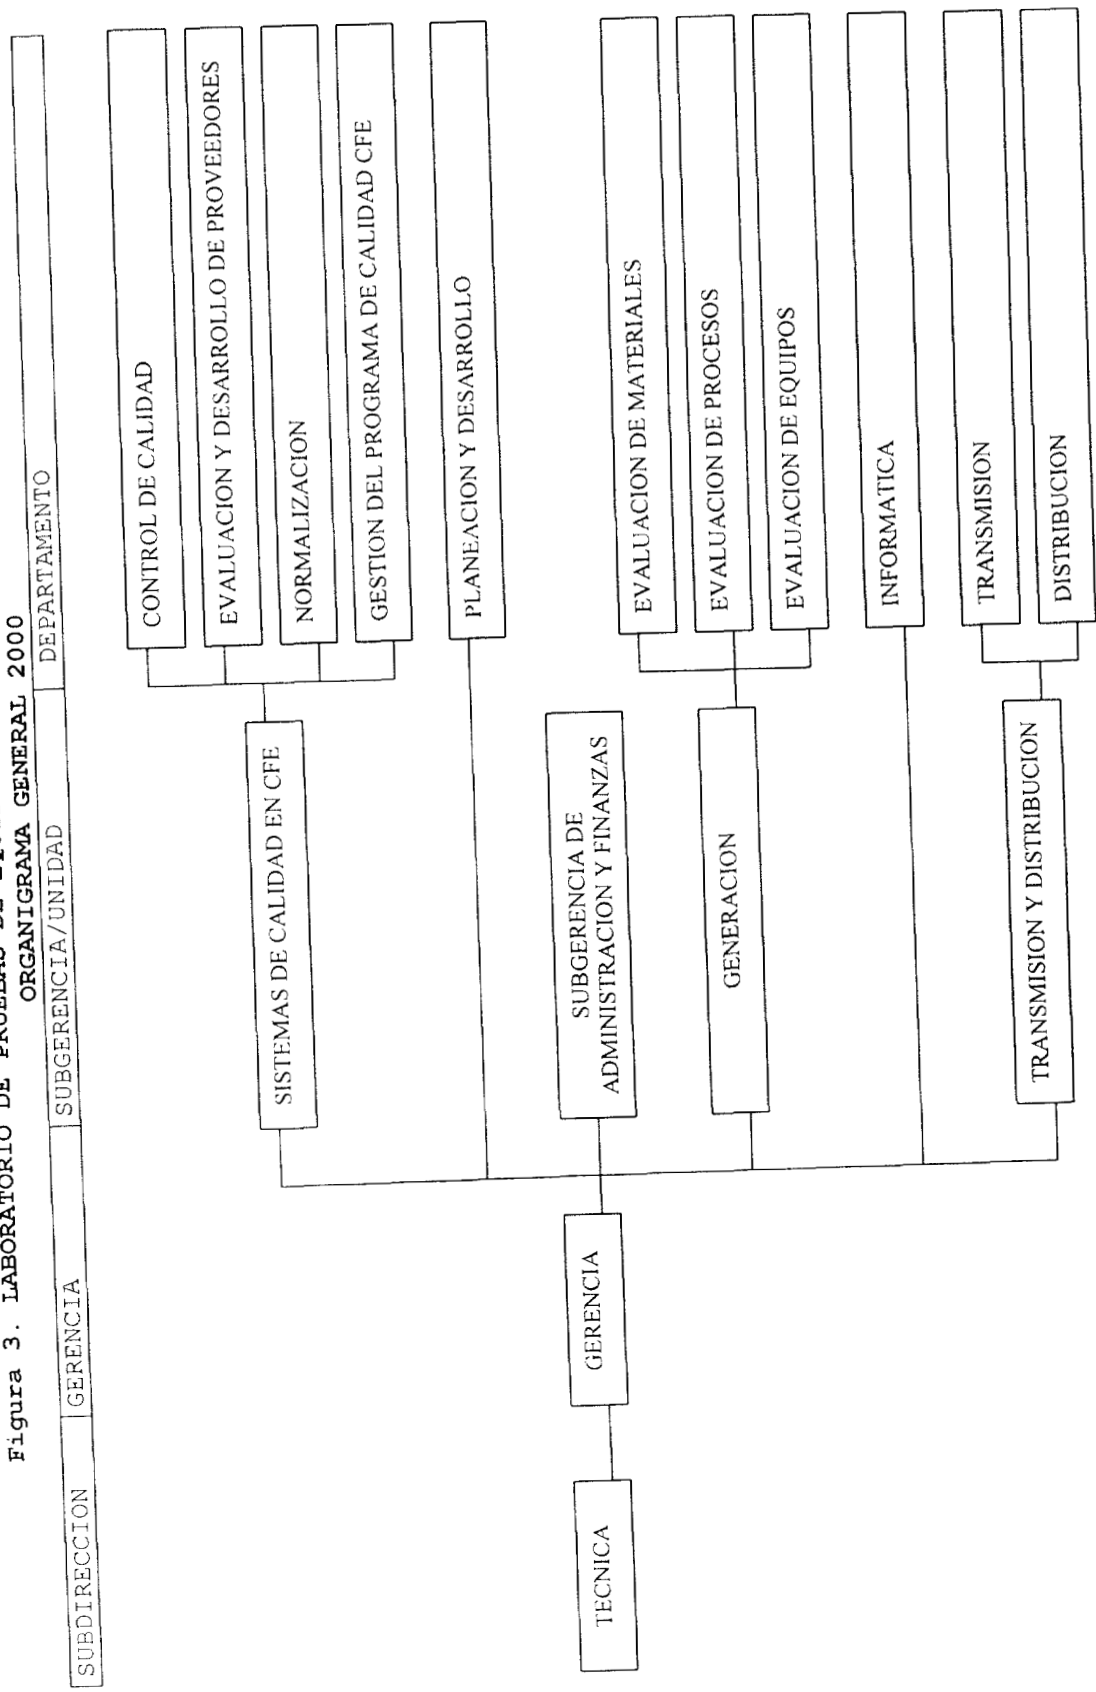 Figura 3. LABORATORIO DE PRUEBAS DE
ORGANIGRAMA GENERAL 2000
SUBDIRECCION
GERENCIA
SUBGERENCIA/UNIDAD
DEPARTAMENTO
TECNICA
GERENCIA
SISTEMAS DE CALIDAD EN CFE
CONTROL DE CALIDAD
EVALUACION Y DESARROLLO DE PROVEEDORES
NORMALIZACION
GESTION DEL PROGRAMA DE CALIDAD CFE
PLANEACION Y DESARROLLO
SUBGERENCIA DE
ADMINISTRACION Y FINANZAS
GENERACION
EVALUACION DE MATERIALES
EVALUACION DE PROCESOS
EVALUACION DE EQUIPOS
INFORMATICA
TRANSMISION Y DISTRIBUCION
TRANSMISION
DISTRIBUCION